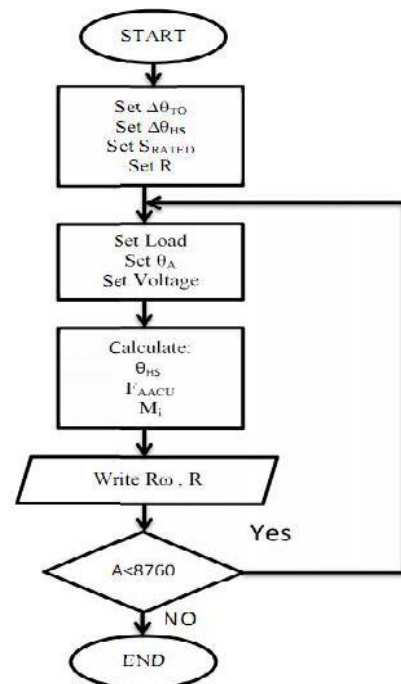 START
Set Δθ_TO
Set Δθ_HS
Set S_RATED
Set R
Set Load
Set θ_A
Set Voltage
Calculate:
θ_HS
F_AACU
M_i
Write Rω , R
Yes
A<8760
NO
END